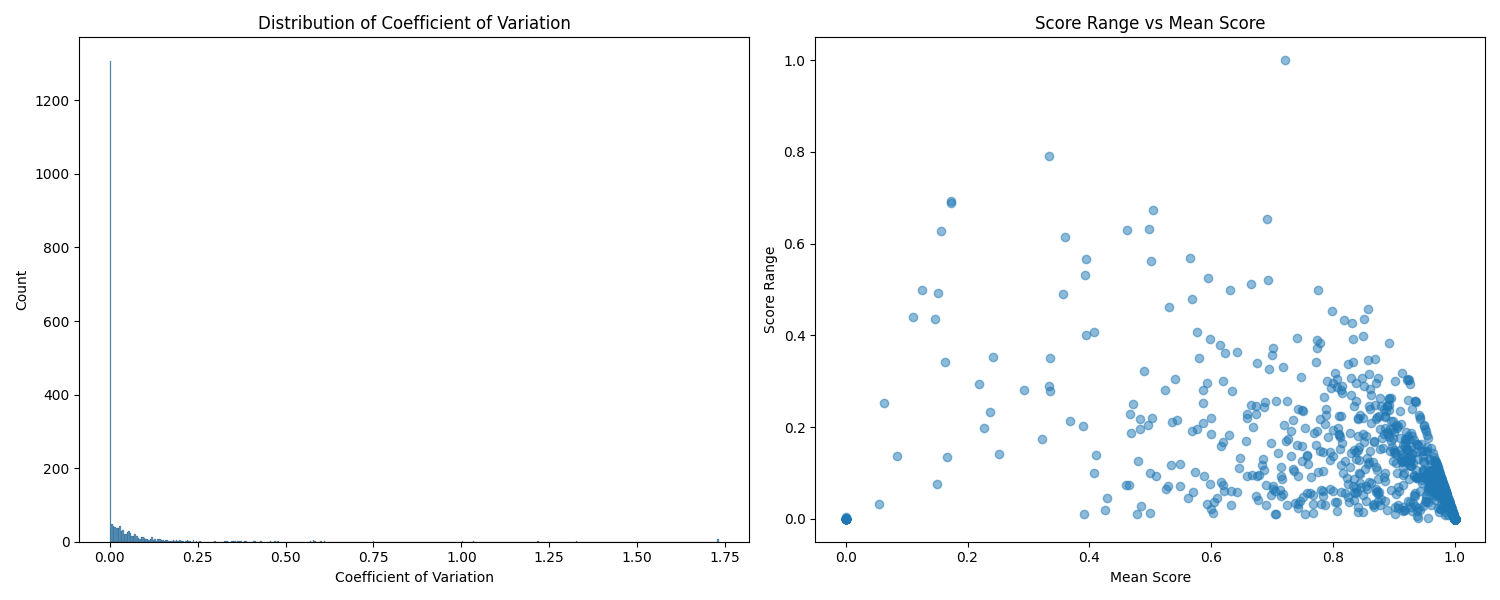 Distribution of Coefficient of Variation
Count
1200
1000
800
600
400
200
0
0.00 0.25 0.50 0.75 1.00 1.25 1.50 1.75
Coefficient of Variation
Score Range vs Mean Score
Score Range
1.0
0.8
0.6
0.4
0.2
0.0
0.0 0.2 0.4 0.6 0.8 1.0
Mean Score